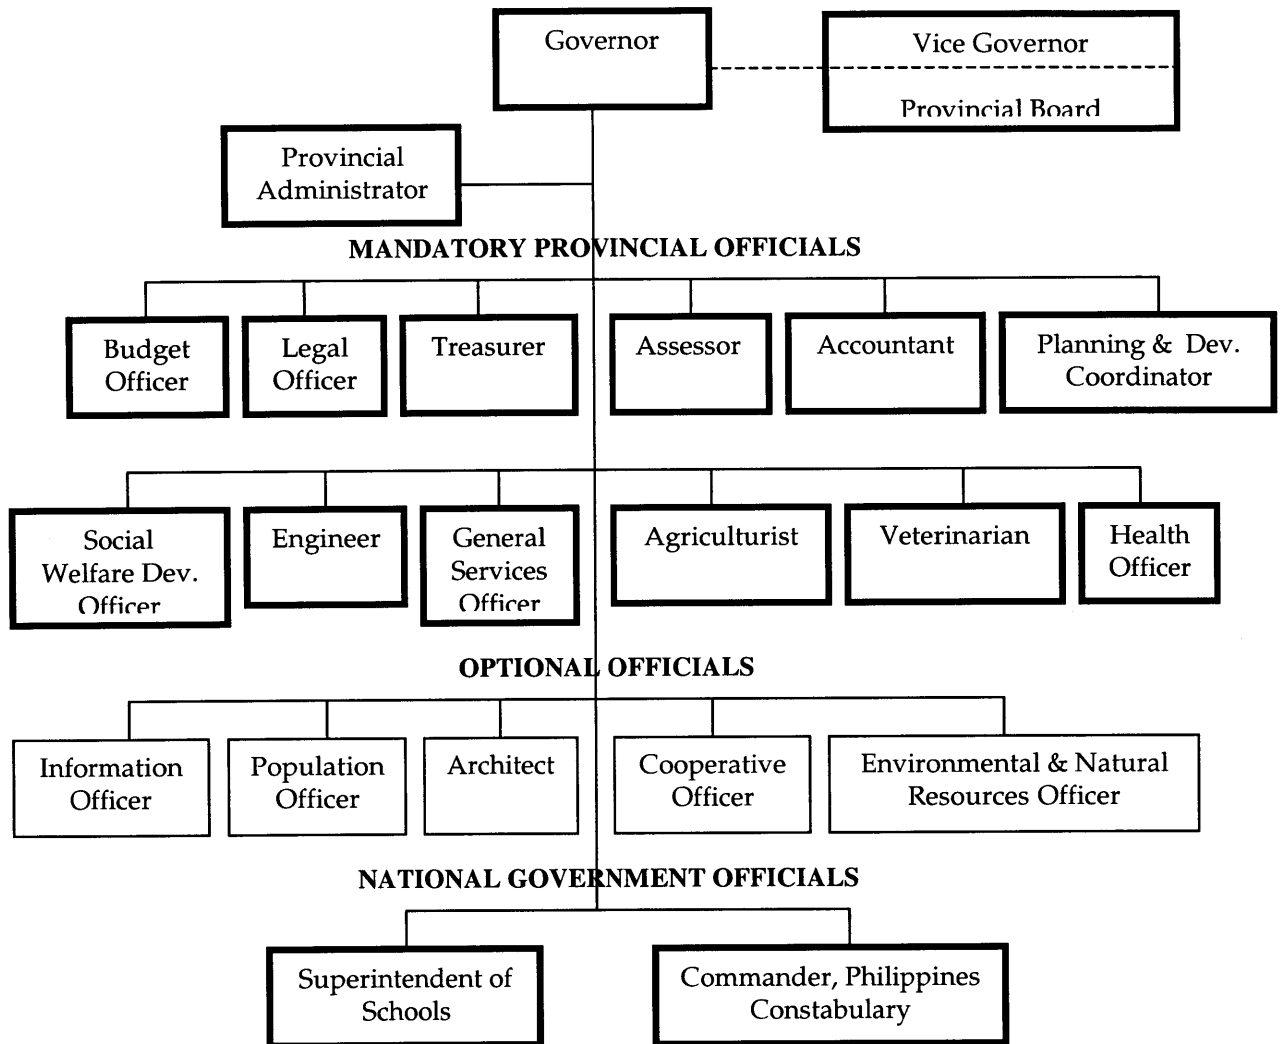 Governor
Vice Governor
Provincial Board
Provincial
Administrator
MANDATORY PROVINCIAL OFFICIALS
Budget
Officer
Legal
Officer
Treasurer
Assessor
Accountant
Planning & Dev.
Coordinator
Social
Welfare Dev.
Officer
Engineer
General
Services
Officer
Agriculturist
Veterinarian
Health
Officer
OPTIONAL OFFICIALS
Information
Officer
Population
Officer
Architect
Cooperative
Officer
Environmental & Natural
Resources Officer
NATIONAL GOVERNMENT OFFICIALS
Superintendent of
Schools
Commander, Philippines
Constabulary